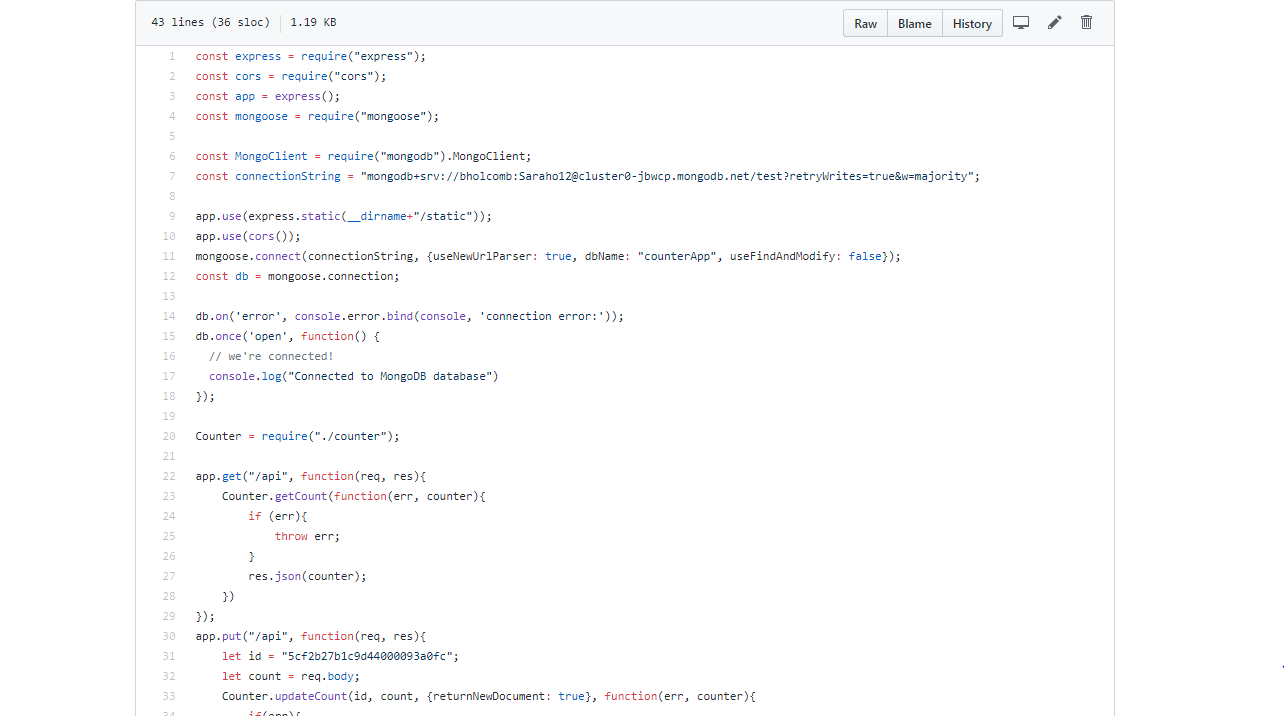 43 lines (36 sloc) 1.19 KB Raw Blame History
1 const express = require("express");
2 const cors = require("cors");
3 const app = express();
4 const mongoose = require("mongoose");
5
6 const MongoClient = require("mongodb").MongoClient;
7 const connectionString = "mongodb+srv://bholcomb:Saraho12@cluster0-jbwcp.mongodb.net/test?retryWrites=true&w=majority";
8
9 app.use(express.static(__dirname+"/static"));
10 app.use(cors());
11 mongoose.connect(connectionString, {useNewUrlParser: true, dbName: "counterApp", useFindAndModify: false});
12 const db = mongoose.connection;
13
14 db.on('error', console.error.bind(console, 'connection error:'));
15 db.once('open', function() {
16   // we're connected!
17   console.log("Connected to MongoDB database")
18 });
19
20 Counter = require("./counter");
21
22 app.get("/api", function(req, res){
23     Counter.getCount(function(err, counter){
24         if (err){
25             throw err;
26         }
27         res.json(counter);
28     })
29 });
30 app.put("/api", function(req, res){
31     let id = "5cf2b27b1c9d44000093a0fc";
32     let count = req.body;
33     Counter.updateCount(id, count, {returnNewDocument: true}, function(err, counter){
34         if(err){